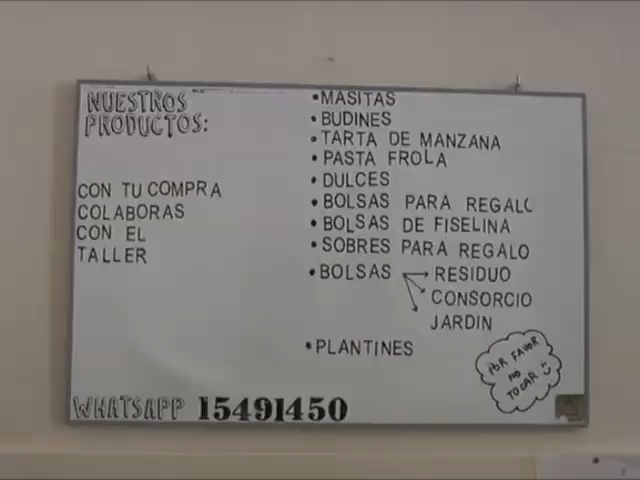 NUESTROS
PRODUCTOS:
CON TU COMPRA
COLABORAS
CON EL
TALLER
• MASITAS
• BUDINES
• TARTA DE MANZANA
• PASTA FROLA
• DULCES
• BOLSAS PARA REGALO
• BOLSAS DE FISELINA
• SOBRES PARA REGALO
• BOLSAS → RESIDUO
CONSORCIO
JARDIN
• PLANTINES
POR FAVOR
NO
TOCAR
WHATSAPP 15491450